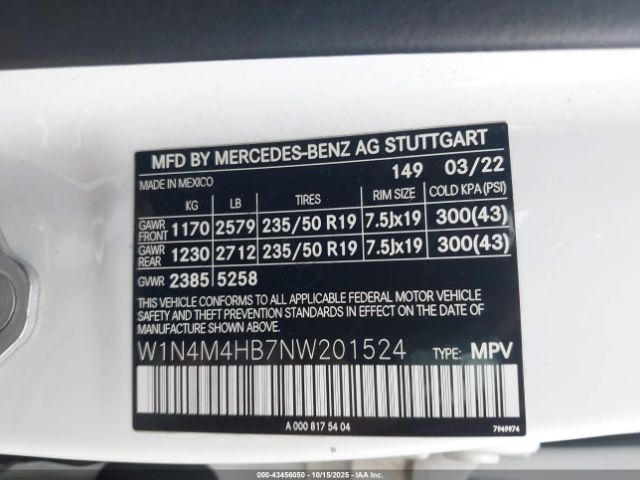 MFD BY MERCEDES-BENZ AG STUTTGART
MADE IN MEXICO 149 03/22
KG LB TIRES RIM SIZE COLD KPA(PSI)
GAWR FRONT 1170 2579 235/50 R19 7.5Jx19 300(43)
GAWR REAR 1230 2712 235/50 R19 7.5Jx19 300(43)
GVWR 2385 5258
THIS VEHICLE CONFORMS TO ALL APPLICABLE FEDERAL MOTOR VEHICLE
SAFETY AND THEFT PREVENTION STANDARDS IN EFFECT ON THE DATE OF
MANUFACTURE SHOWN ABOVE.
W1N4M4HB7NW201524 TYPE: MPV
A 000 817 54 04 7949974
000-43456050 - 10/15/2025 - IAAI.com